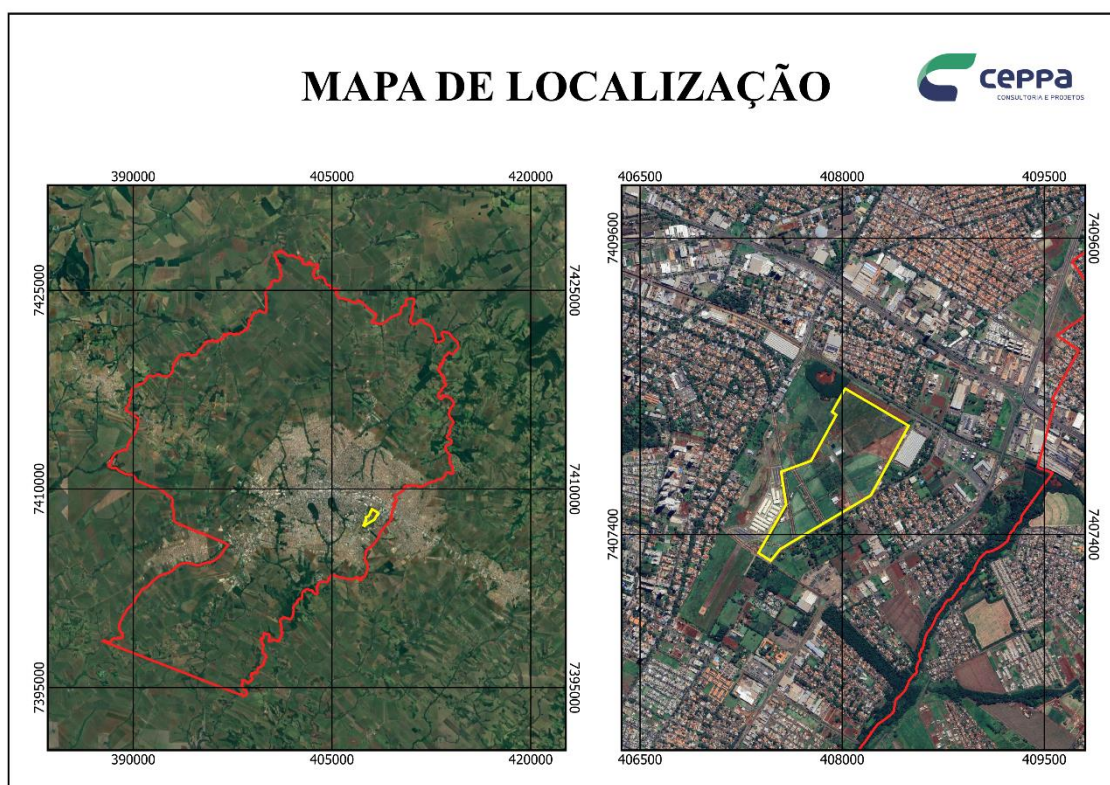 MAPA DE LOCALIZAÇÃO
ceppa
CONSULTORIA E PROJETOS
390000 405000 420000
406500 408000 409500
7425000 7425000
7410000 7410000
7395000 7395000
7409600 7409600
7407400 7407400
390000 405000 420000
406500 408000 409500